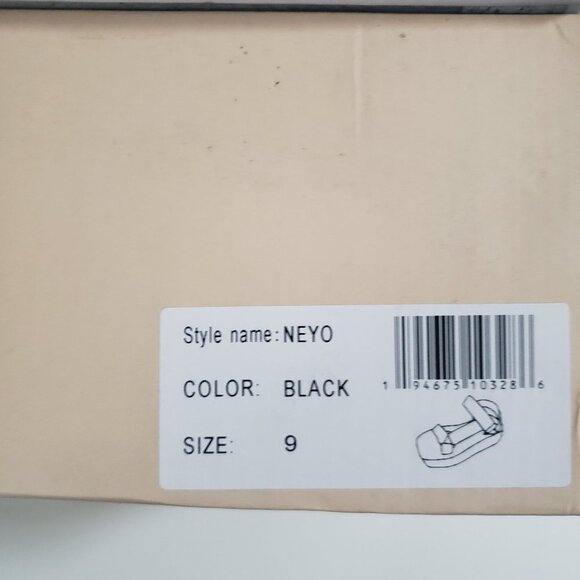 Style name: NEYO
COLOR: BLACK
SIZE: 9
1 94675 10328 6